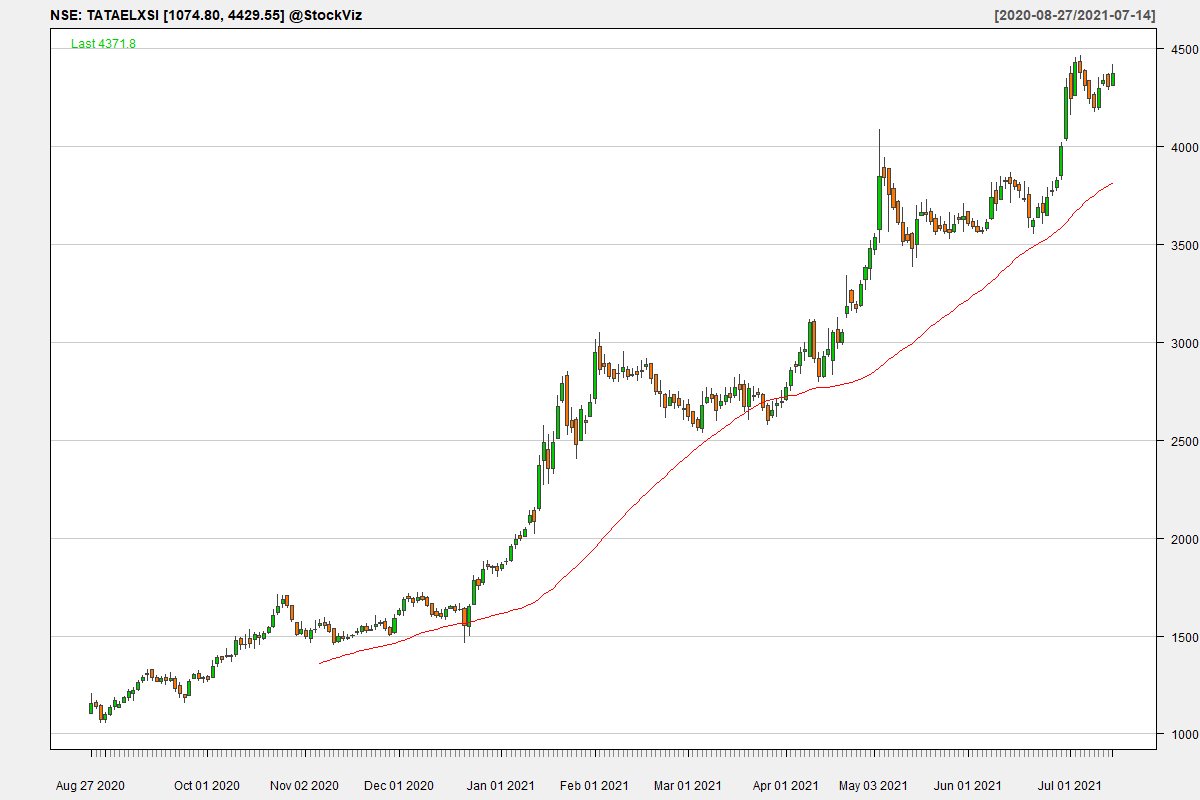 NSE: TATAELXSI [1074.80, 4429.55] @StockViz [2020-08-27/2021-07-14]
Last 4371.8
4500
4000
3500
3000
2500
2000
1500
1000
Aug 27 2020 Oct 01 2020 Nov 02 2020 Dec 01 2020 Jan 01 2021 Feb 01 2021 Mar 01 2021 Apr 01 2021 May 03 2021 Jun 01 2021 Jul 01 2021